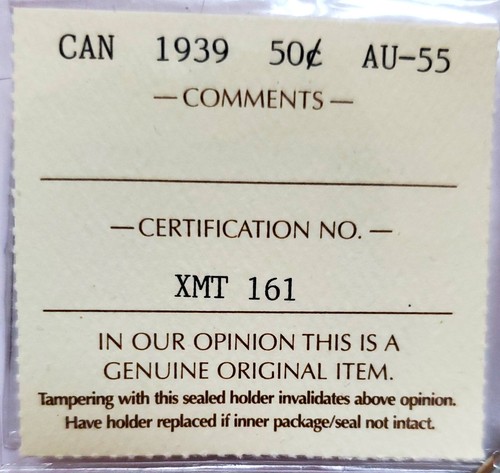 CAN 1939 50¢ AU-55
— COMMENTS —
— CERTIFICATION NO. —
XMT 161
IN OUR OPINION THIS IS A
GENUINE ORIGINAL ITEM.
Tampering with this sealed holder invalidates above opinion.
Have holder replaced if inner package/seal not intact.